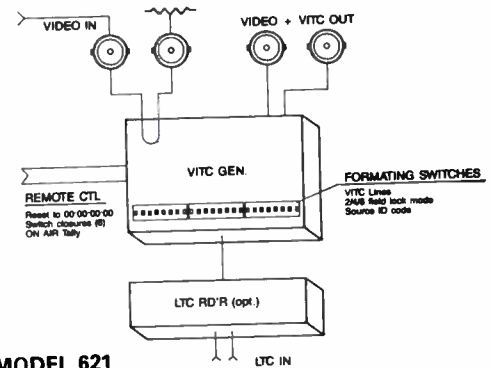 VIDEO IN
VIDEO + VITC OUT
VITC GEN.
REMOTE CTL
Reset to 00:00:00:00
Switch closures (6)
ON AIR Tally
FORMATING SWITCHES
VITC Lines
2/4/8 field lock mode
Source ID code
LTC RD'R (opt.)
LTC IN
MODEL 621